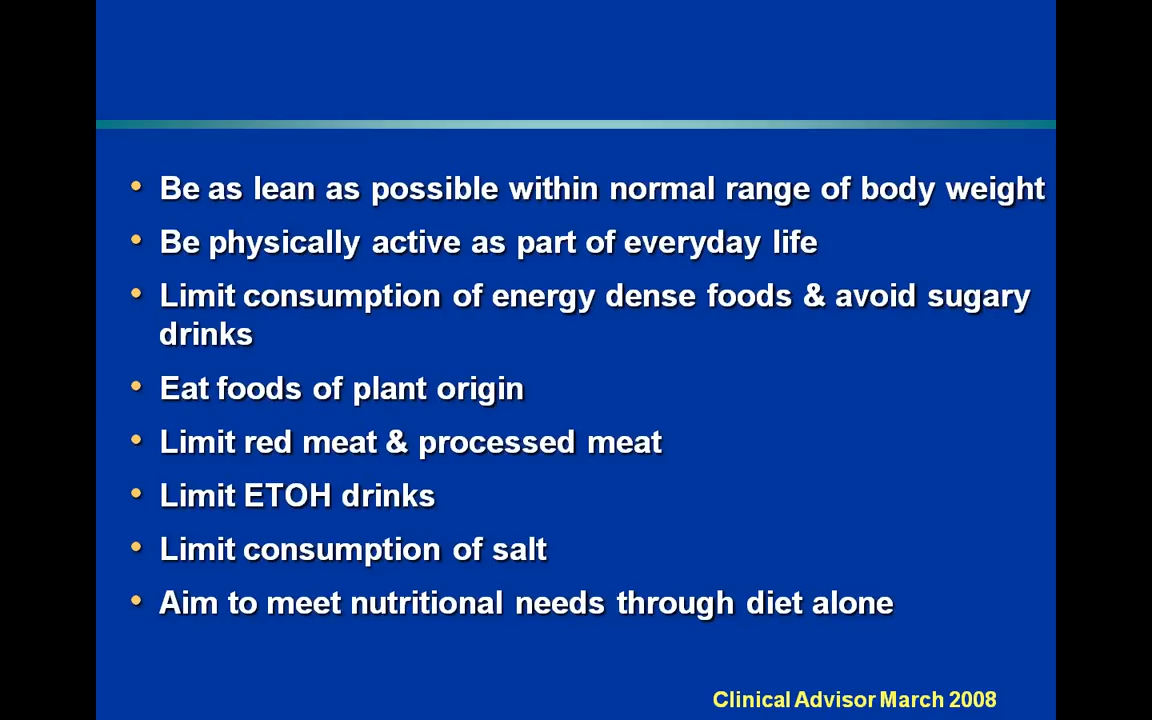 • Be as lean as possible within normal range of body weight
• Be physically active as part of everyday life
• Limit consumption of energy dense foods & avoid sugary
drinks
• Eat foods of plant origin
• Limit red meat & processed meat
• Limit ETOH drinks
• Limit consumption of salt
• Aim to meet nutritional needs through diet alone
Clinical Advisor March 2008